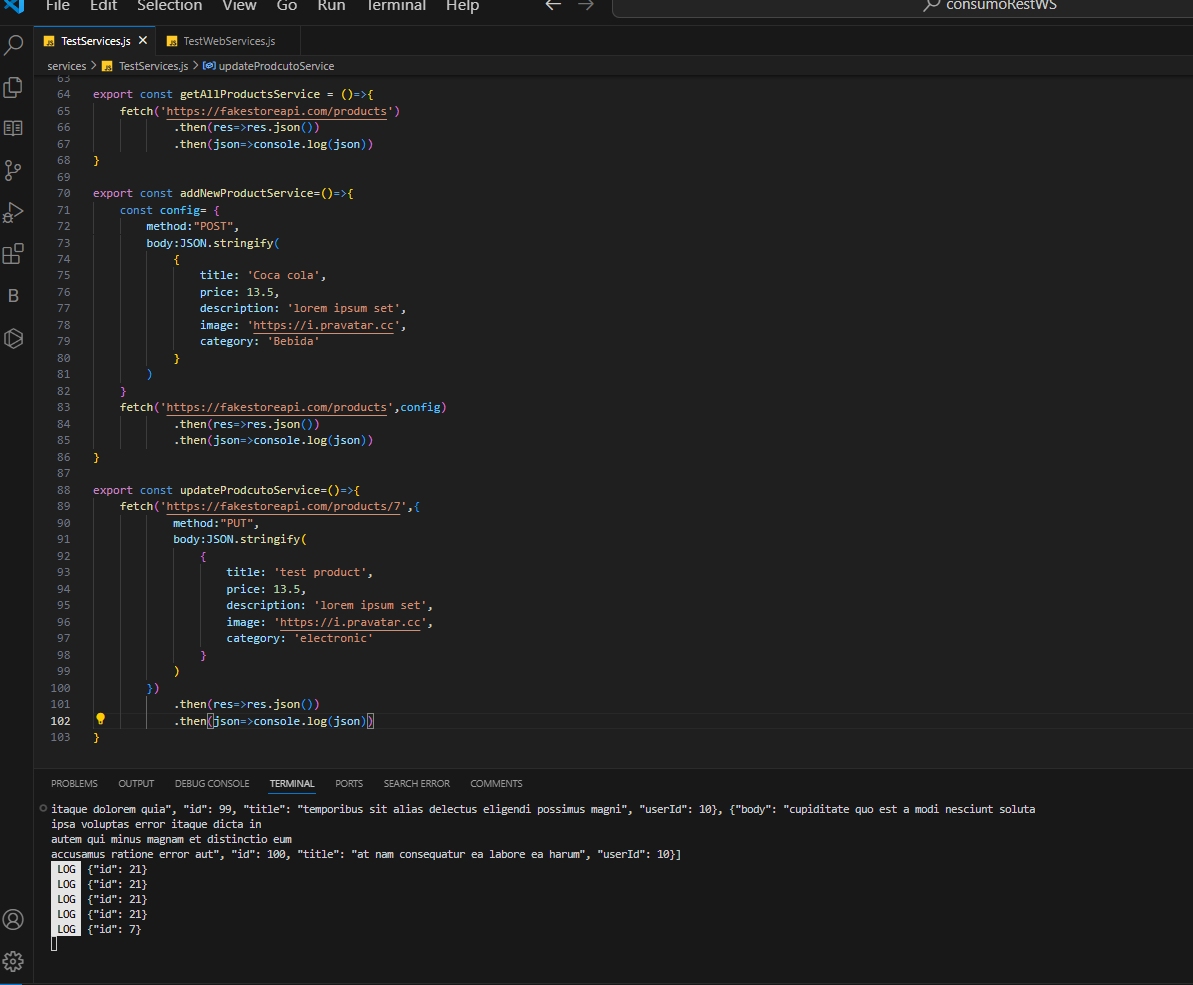 File Edit Selection View Go Run Terminal Help ← → consumoRestWS
TestServices.js × TestWebServices.js
services > TestServices.js > updateProdcutoService
63
64 export const getAllProductsService = ()=>{
65 fetch('https://fakestoreapi.com/products')
66 .then(res=>res.json())
67 .then(json=>console.log(json))
68 }
69
70 export const addNewProductService=()=>{
71 const config= {
72 method:"POST",
73 body:JSON.stringify(
74 {
75 title: 'Coca cola',
76 price: 13.5,
77 description: 'lorem ipsum set',
78 image: 'https://i.pravatar.cc',
79 category: 'Bebida'
80 }
81 )
82 }
83 fetch('https://fakestoreapi.com/products',config)
84 .then(res=>res.json())
85 .then(json=>console.log(json))
86 }
87
88 export const updateProdcutoService=()=>{
89 fetch('https://fakestoreapi.com/products/7',{
90 method:"PUT",
91 body:JSON.stringify(
92 {
93 title: 'test product',
94 price: 13.5,
95 description: 'lorem ipsum set',
96 image: 'https://i.pravatar.cc',
97 category: 'electronic'
98 }
99 )
100 })
101 .then(res=>res.json())
102 .then(json=>console.log(json))
103 }
B
PROBLEMS OUTPUT DEBUG CONSOLE TERMINAL PORTS SEARCH ERROR COMMENTS
itaque dolorem quia", "id": 99, "title": "temporibus sit alias delectus eligendi possimus magni", "userId": 10}, {"body": "cupiditate quo est a modi nesciunt soluta
ipsa voluptas error itaque dicta in
autem qui minus magnam et distinctio eum
accusamus ratione error aut", "id": 100, "title": "at nam consequatur ea labore ea harum", "userId": 10}]
LOG {"id": 21}
LOG {"id": 21}
LOG {"id": 21}
LOG {"id": 21}
LOG {"id": 7}